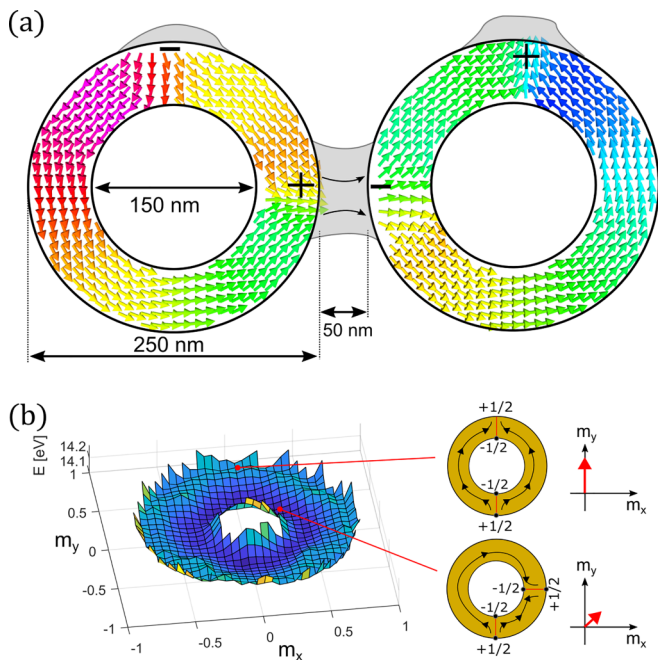 (a)
−
+
+
−
150 nm
50 nm
250 nm
(b)
E [eV]
14.2
14.1
1
0.5
0
-0.5
-1
m_y
-1
-0.5
0
0.5
1
m_x
+1/2
-1/2
-1/2
+1/2
m_y
m_x
-1/2
+1/2
-1/2
+1/2
m_y
m_x